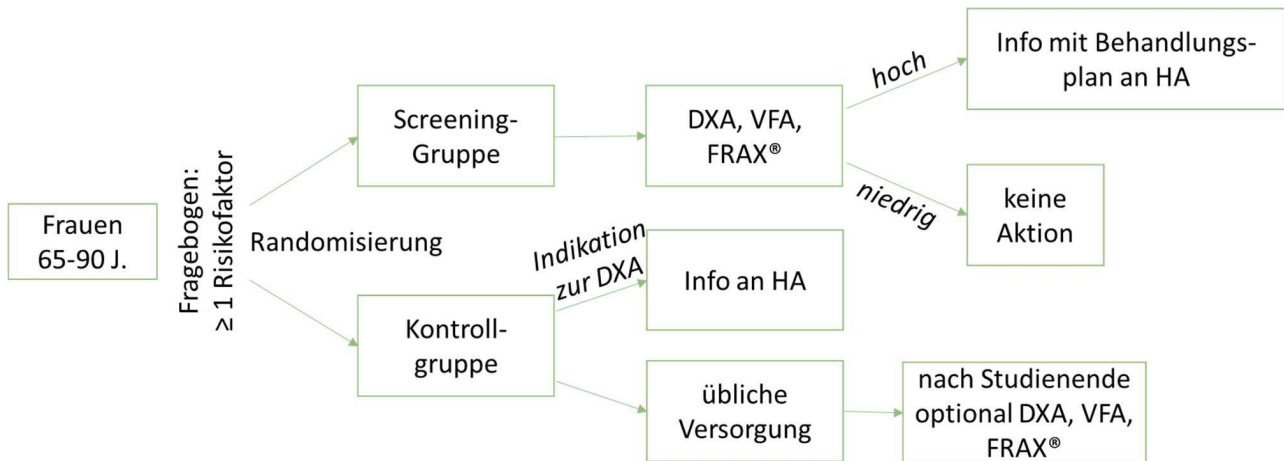 Frauen
65-90 J.
Fragebogen:
≥ 1 Risikofaktor
Randomisierung
Screening-
Gruppe
DXA, VFA,
FRAX®
hoch
Info mit Behandlungs-
plan an HA
niedrig
keine
Aktion
Kontroll-
gruppe
Indikation
zur DXA
Info an HA
übliche
Versorgung
nach Studienende
optional DXA, VFA,
FRAX®